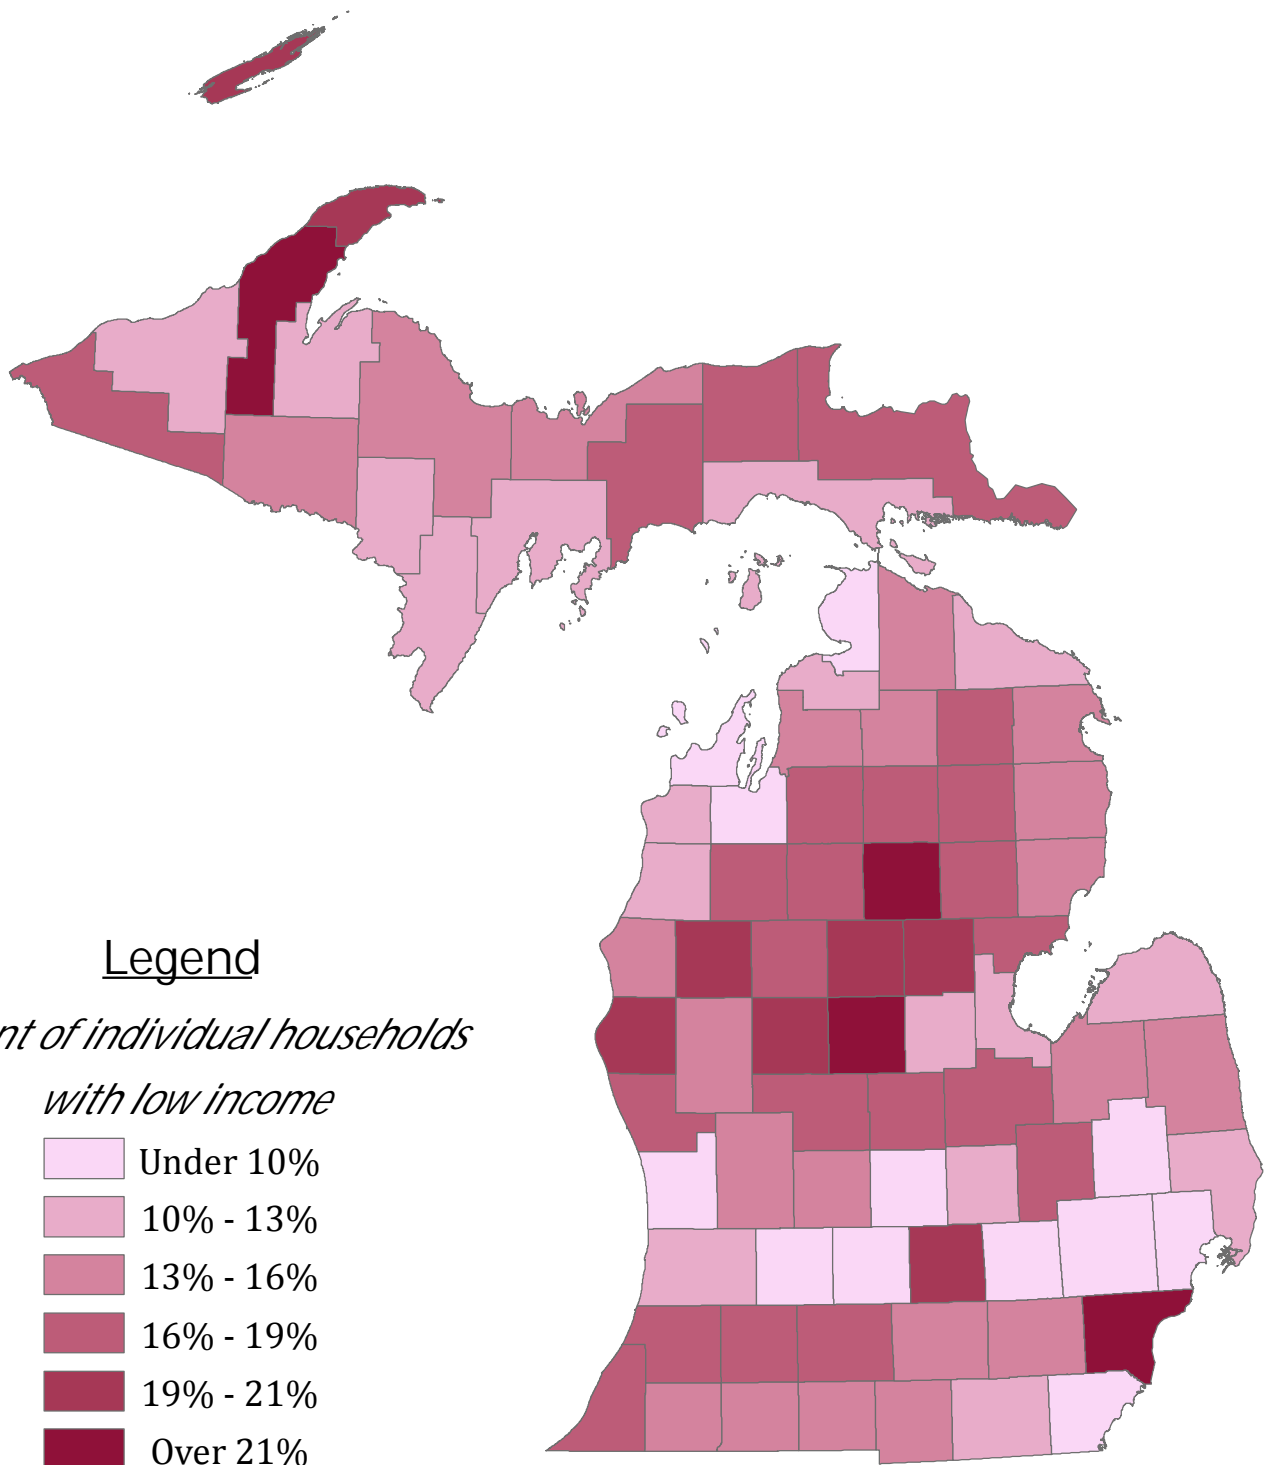 Legend
of individual households
with low income
Under 10%
10% - 13%
13% - 16%
16% - 19%
19% - 21%
Over 21%